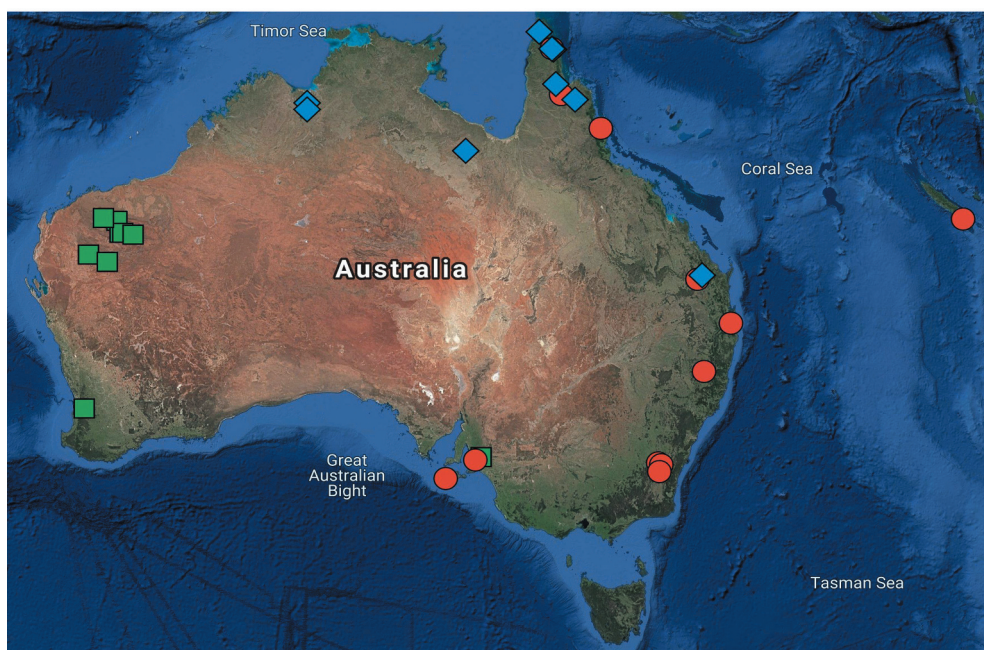 Timor Sea
Coral Sea
Australia
Great
Australian
Bight
Tasman Sea